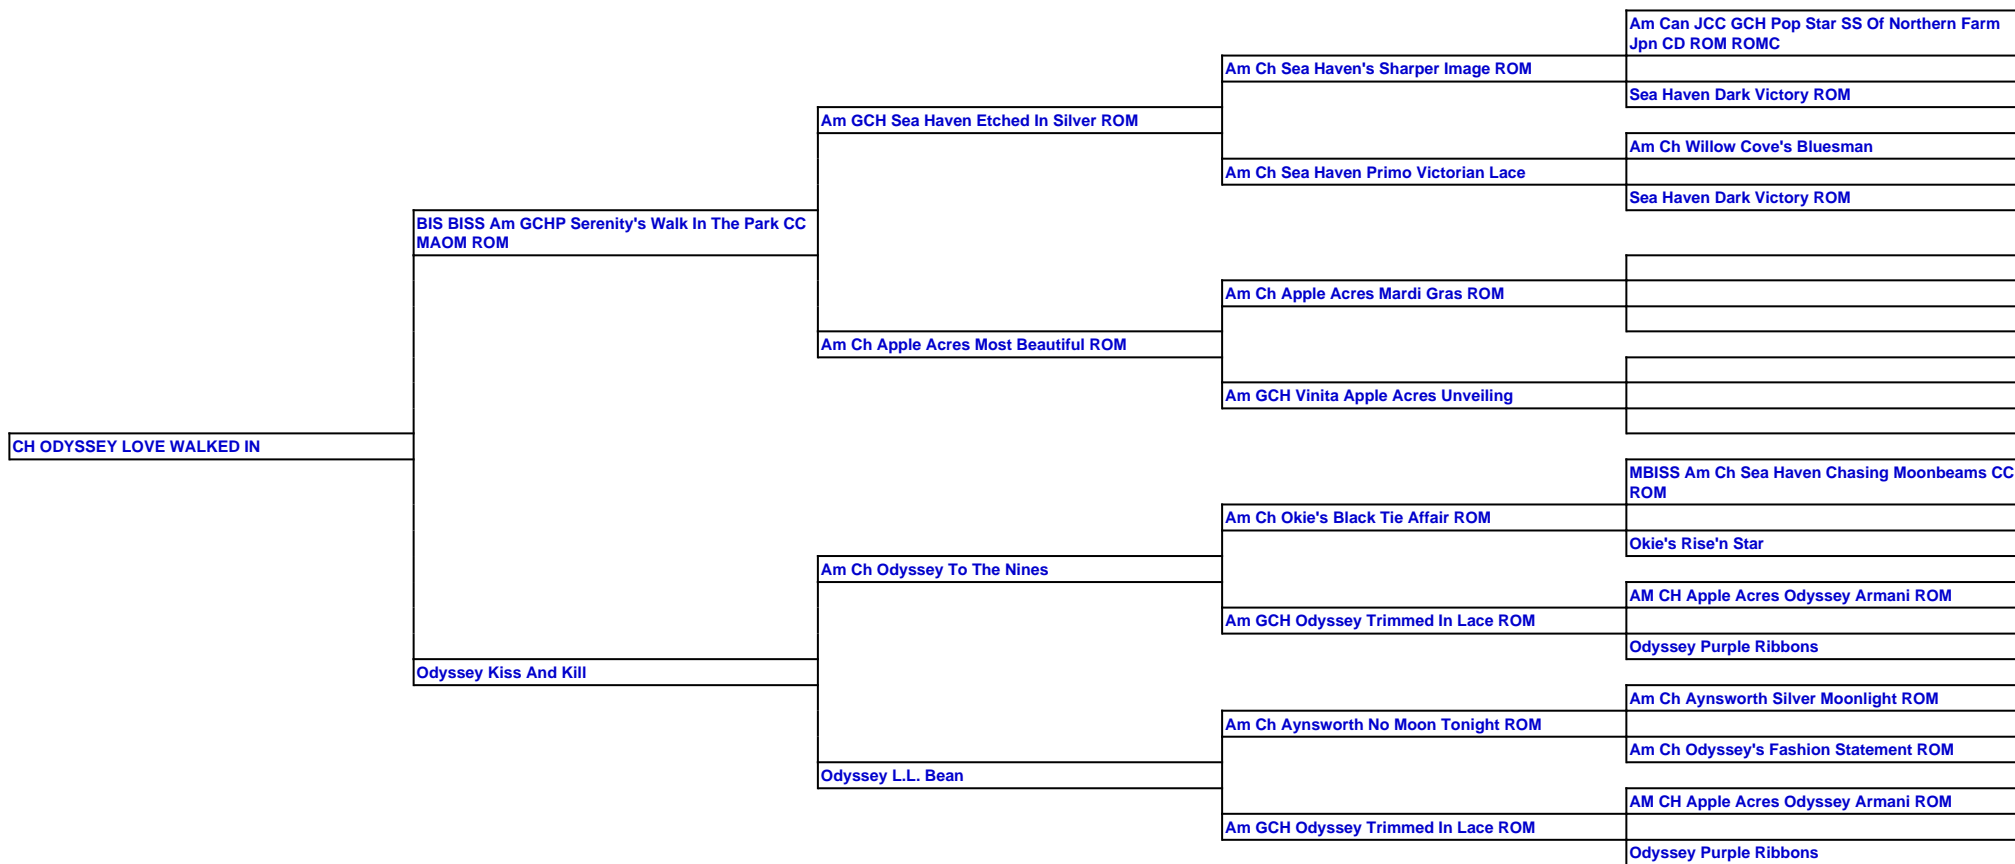 Am Can JCC GCH Pop Star SS Of Northern Farm
Jpn CD ROM ROMC
Am Ch Sea Haven's Sharper Image ROM
Sea Haven Dark Victory ROM
Am GCH Sea Haven Etched In Silver ROM
Am Ch Willow Cove's Bluesman
Am Ch Sea Haven Primo Victorian Lace
Sea Haven Dark Victory ROM
BIS BISS Am GCHP Serenity's Walk In The Park CC
MAOM ROM
Am Ch Apple Acres Mardi Gras ROM
Am Ch Apple Acres Most Beautiful ROM
Am GCH Vinita Apple Acres Unveiling
CH ODYSSEY LOVE WALKED IN
MBISS Am Ch Sea Haven Chasing Moonbeams CC
ROM
Am Ch Okie's Black Tie Affair ROM
Okie's Rise'n Star
Am Ch Odyssey To The Nines
AM CH Apple Acres Odyssey Armani ROM
Am GCH Odyssey Trimmed In Lace ROM
Odyssey Purple Ribbons
Odyssey Kiss And Kill
Am Ch Aynsworth Silver Moonlight ROM
Am Ch Aynsworth No Moon Tonight ROM
Am Ch Odyssey's Fashion Statement ROM
Odyssey L.L. Bean
AM CH Apple Acres Odyssey Armani ROM
Am GCH Odyssey Trimmed In Lace ROM
Odyssey Purple Ribbons